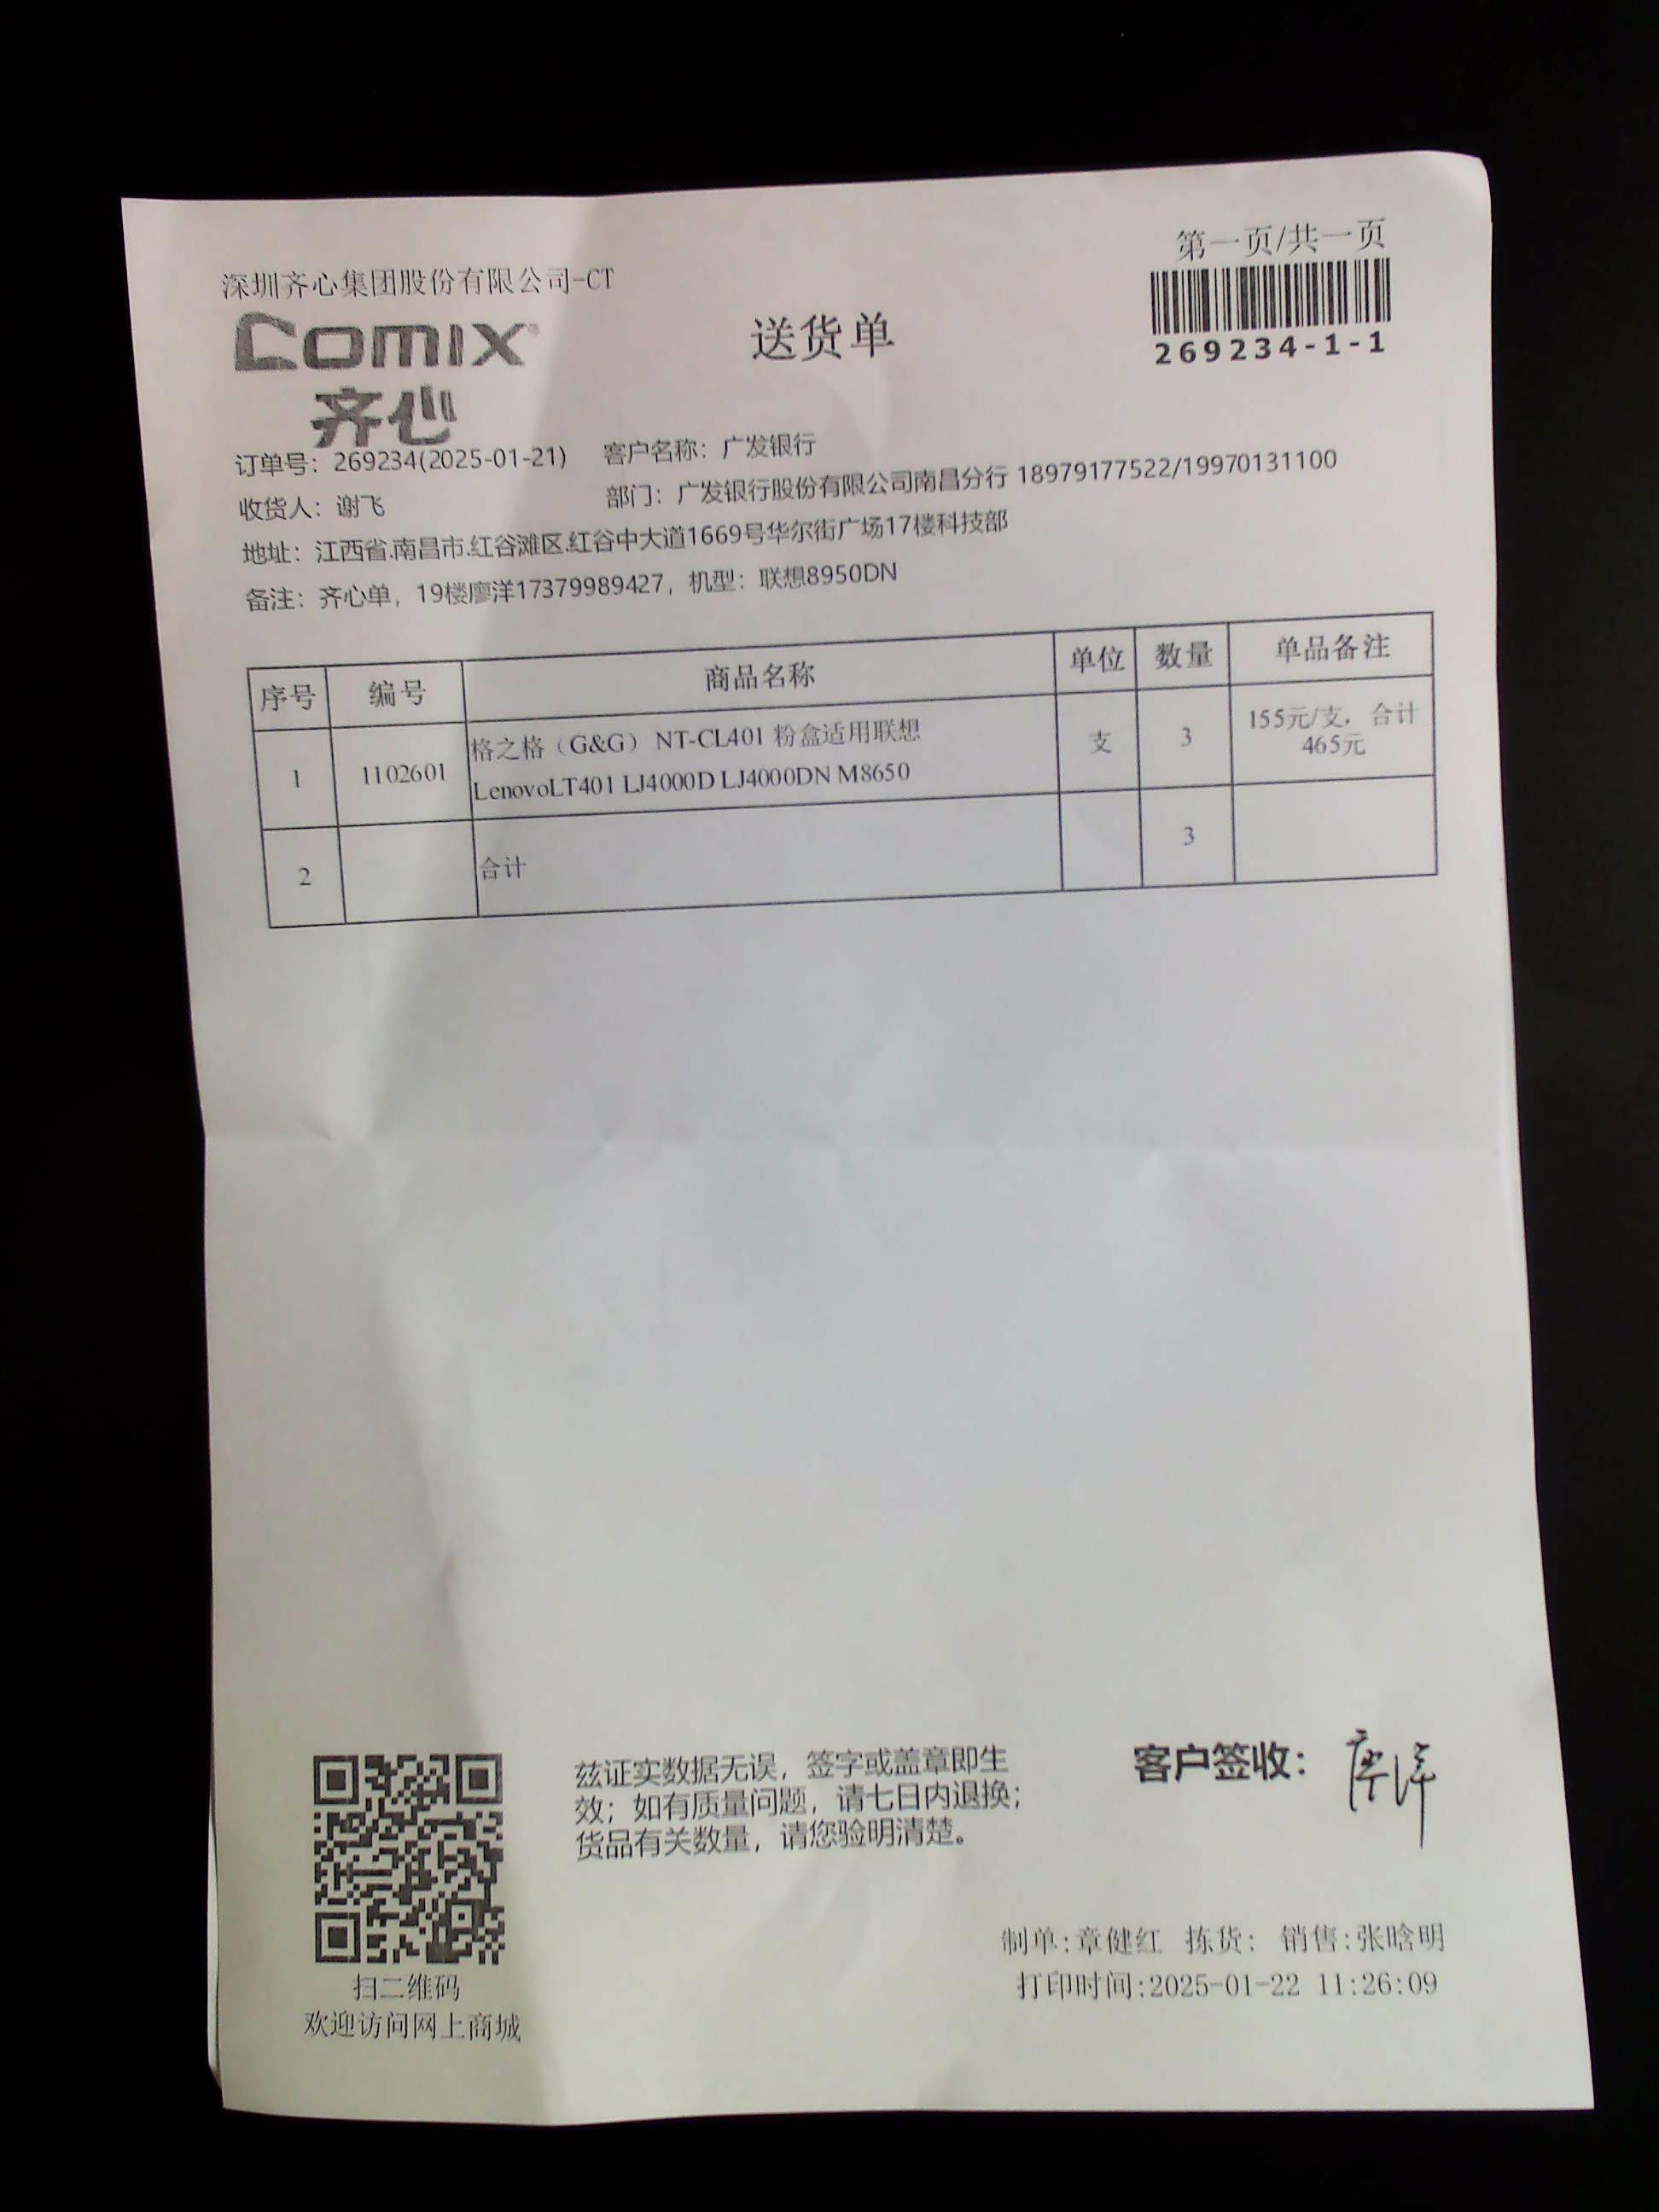 第一页/共一页
深圳齐心集团股份有限公司-CT
COMIX
齐心
送货单
269234-1-1
订单号：269234(2025-01-21) 客户名称：广发银行
收货人：谢飞 部门：广发银行股份有限公司南昌分行 18979177522/19970131100
地址：江西省.南昌市.红谷滩区.红谷中大道1669号华尔街广场17楼科技部
备注：齐心单，19楼廖洋17379989427，机型：联想8950DN
序号 编号 商品名称 单位 数量 单品备注
1 1102601 格之格（G&G） NT-CL401 粉盒适用联想
LenovoLT401 LJ4000D LJ4000DN M8650 支 3 155元/支，合计
465元
2 合计 3
兹证实数据无误，签字或盖章即生
效；如有质量问题，请七日内退换；
货品有关数量，请您验明清楚。
客户签收：廖洋
扫二维码
欢迎访问网上商城
制单:章健红 拣货: 销售:张晗明
打印时间:2025-01-22 11:26:09